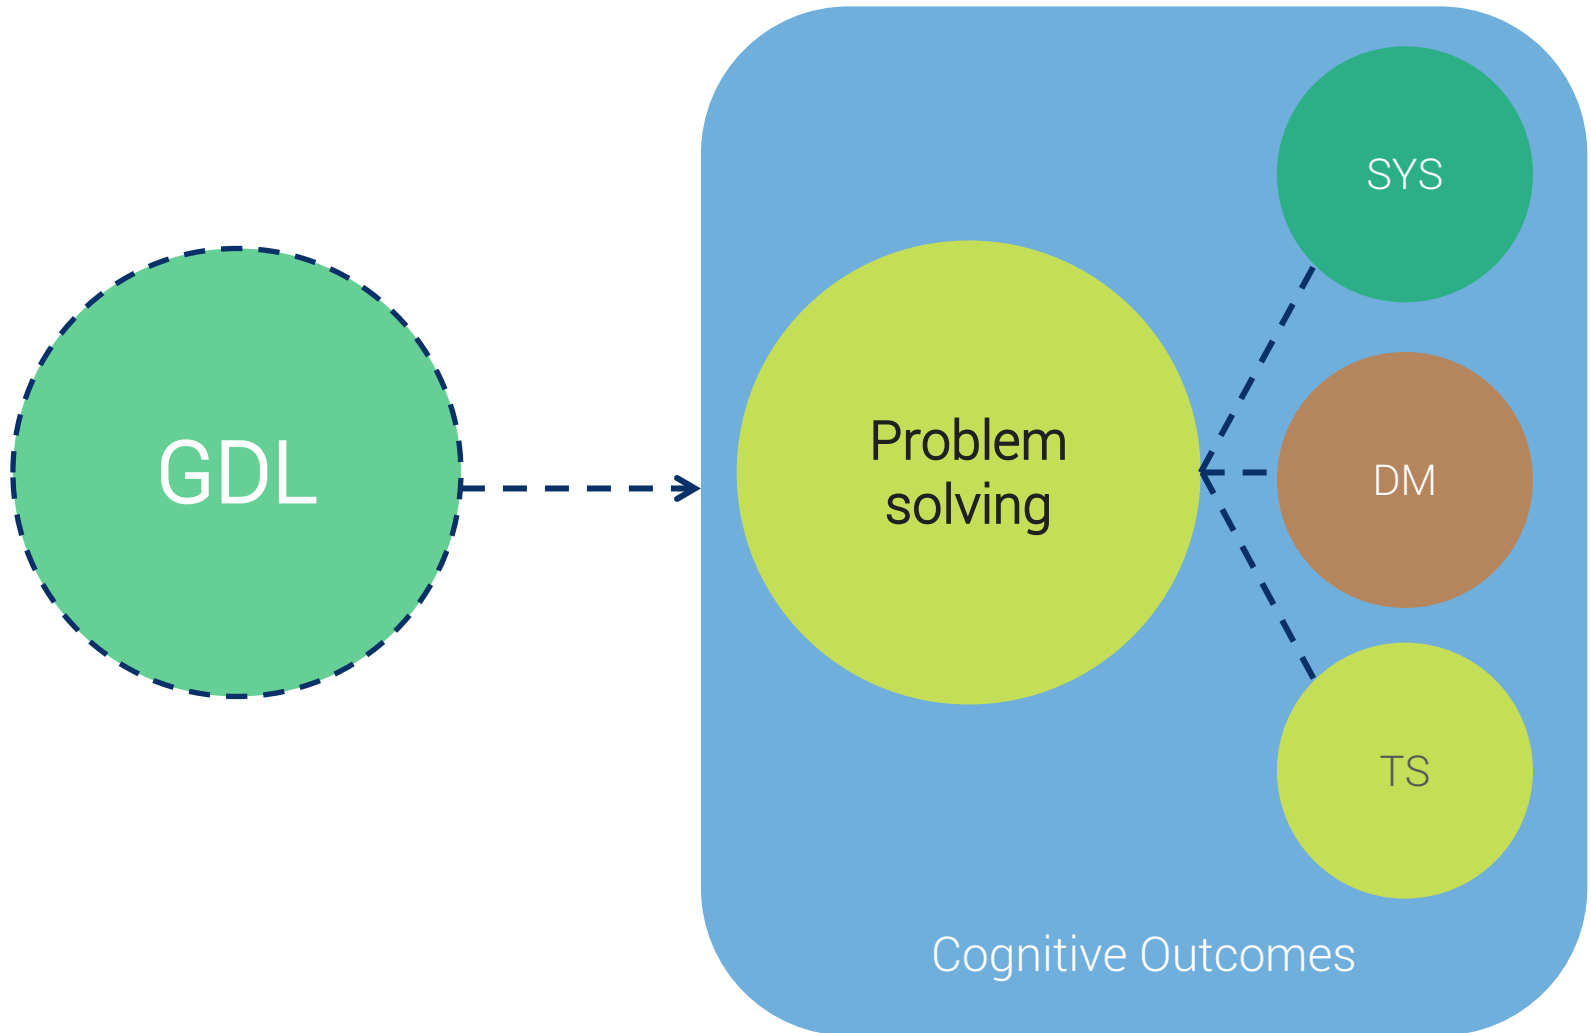 GDL
Problem
solving
SYS
DM
TS
Cognitive Outcomes